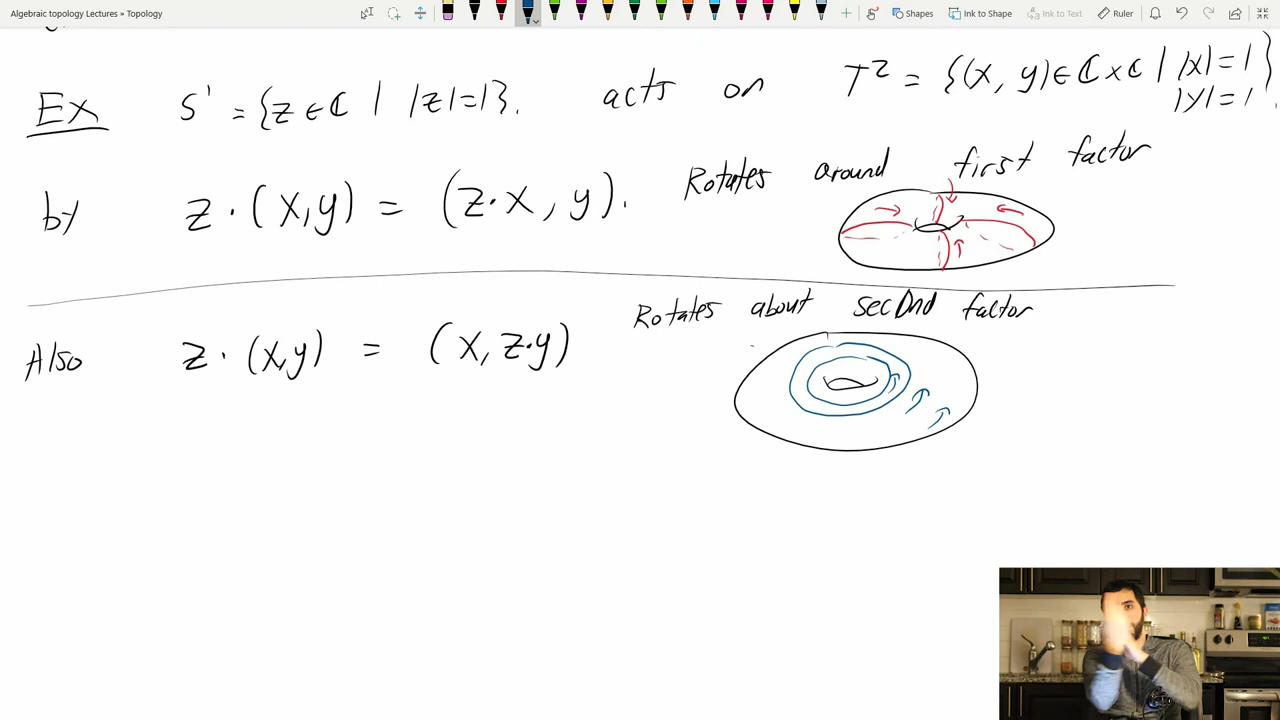 Algebraic topology Lectures » Topology
Shapes
Ink to Shape
Ink to Text
Ruler
Ex S¹ = {z ∈ ℂ | |z|=1}. acts on T² = {(x, y) ∈ ℂ×ℂ | |x|=1
|y|=1}.
Rotates around first factor
by z·(x,y) = (z·x, y).
Rotates about second factor
Also z·(x,y) = (x, z·y)